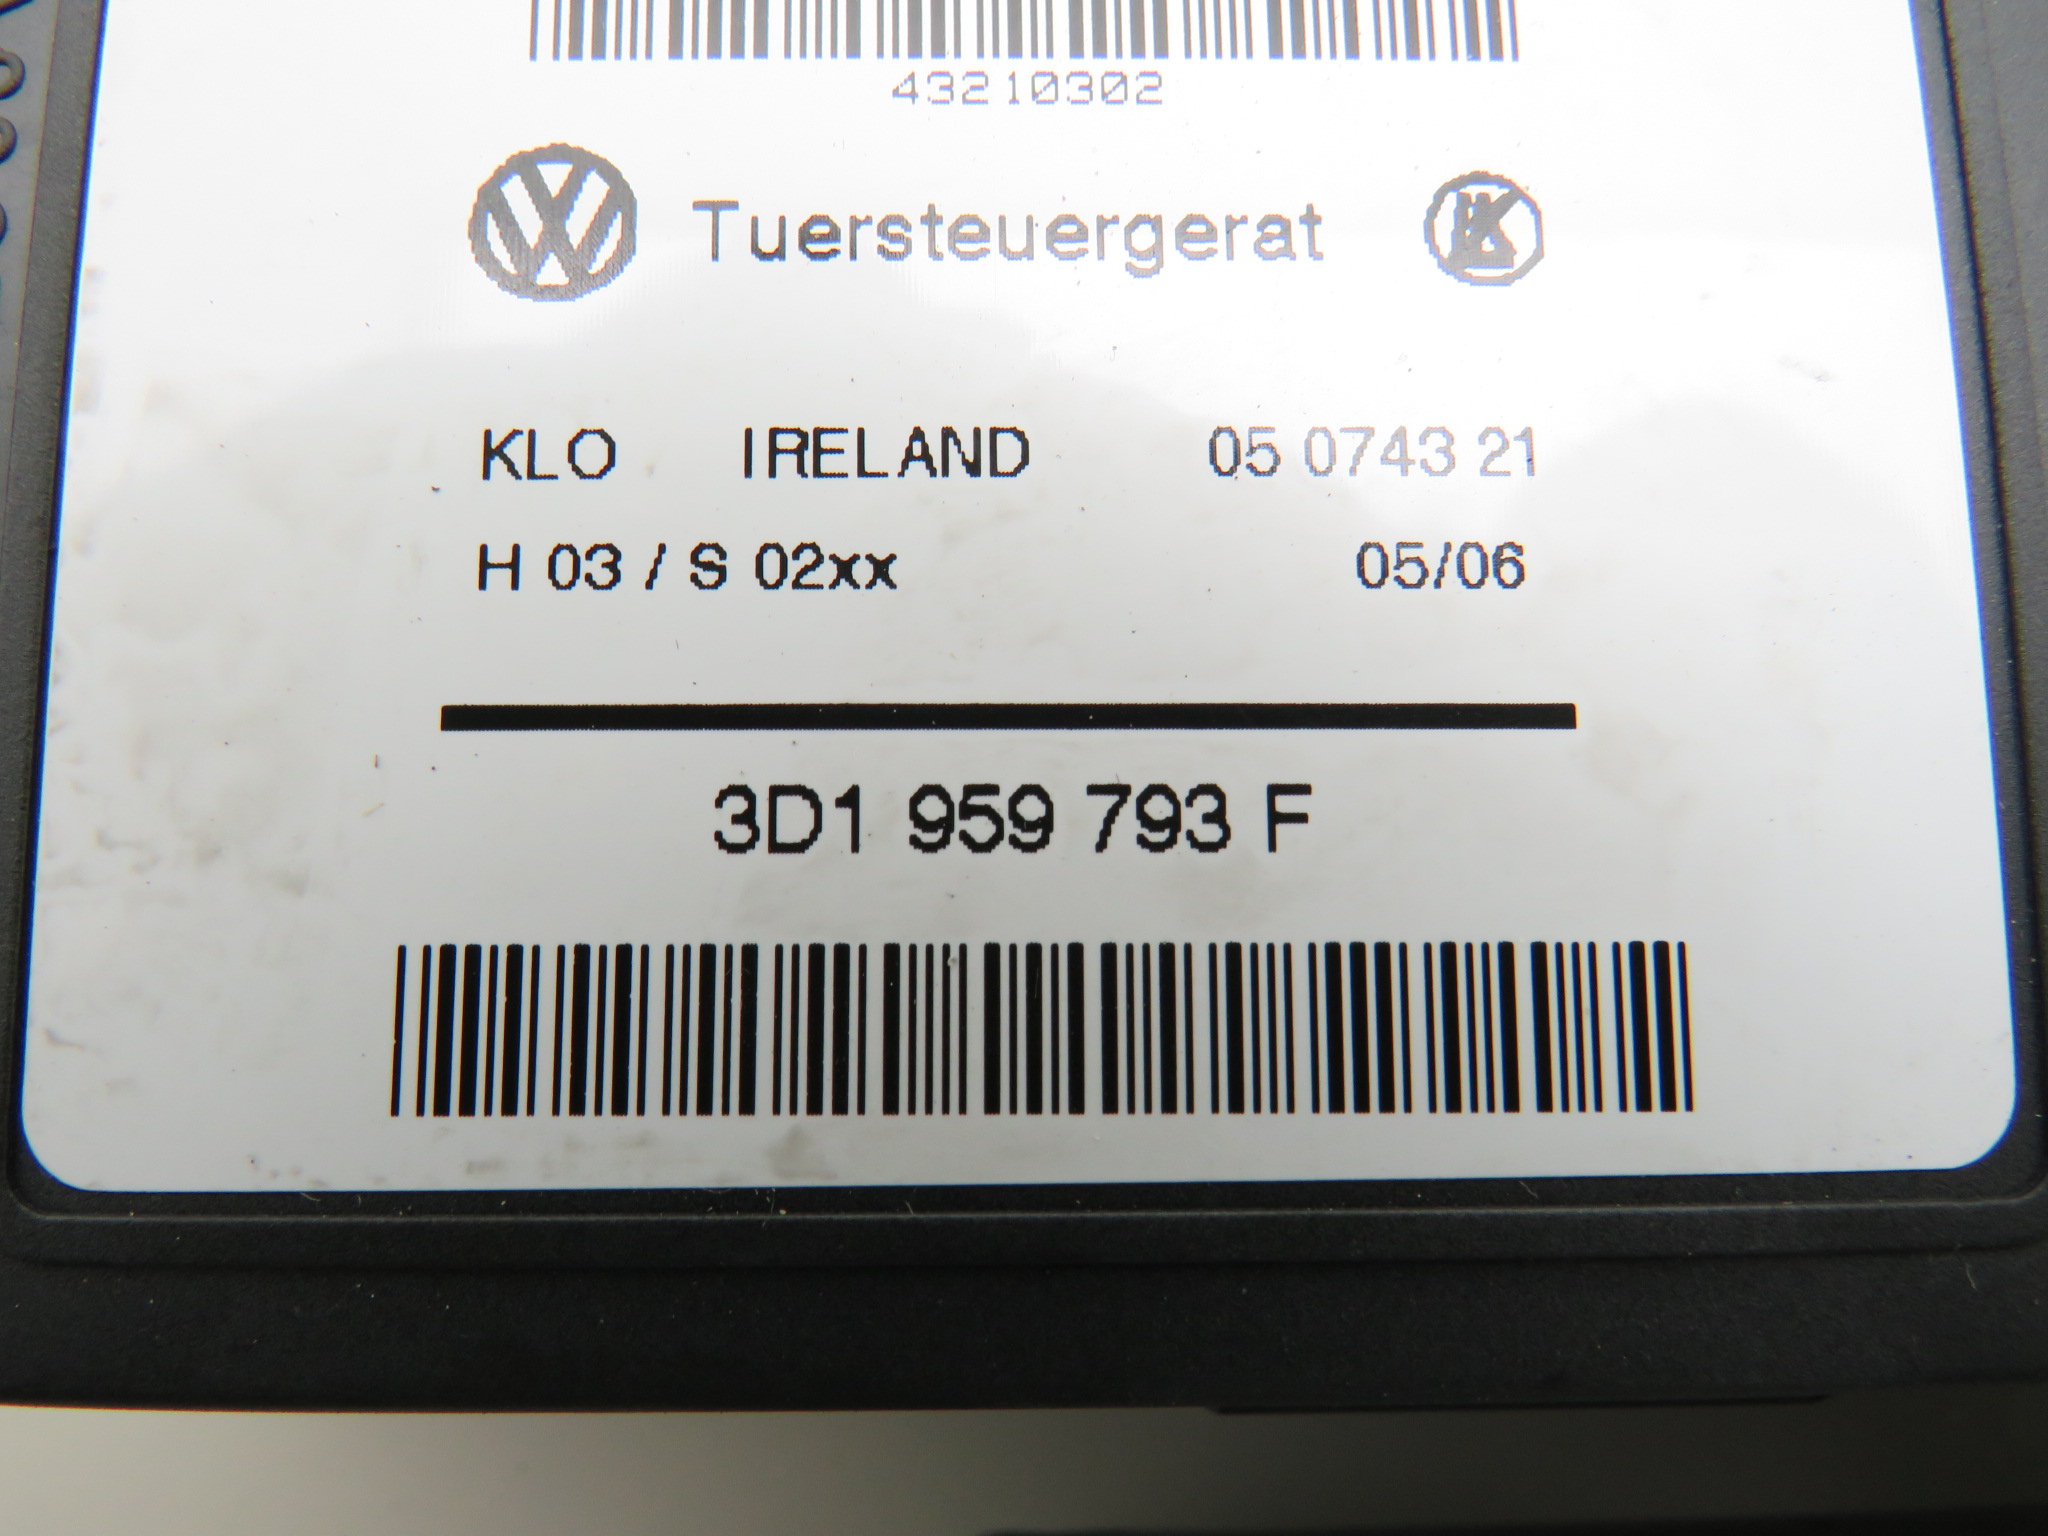 43210302
Tuersteuergerat
KLO IRELAND 05 0743 21
H 03 / S 02xx 05/06
3D1 959 793 F